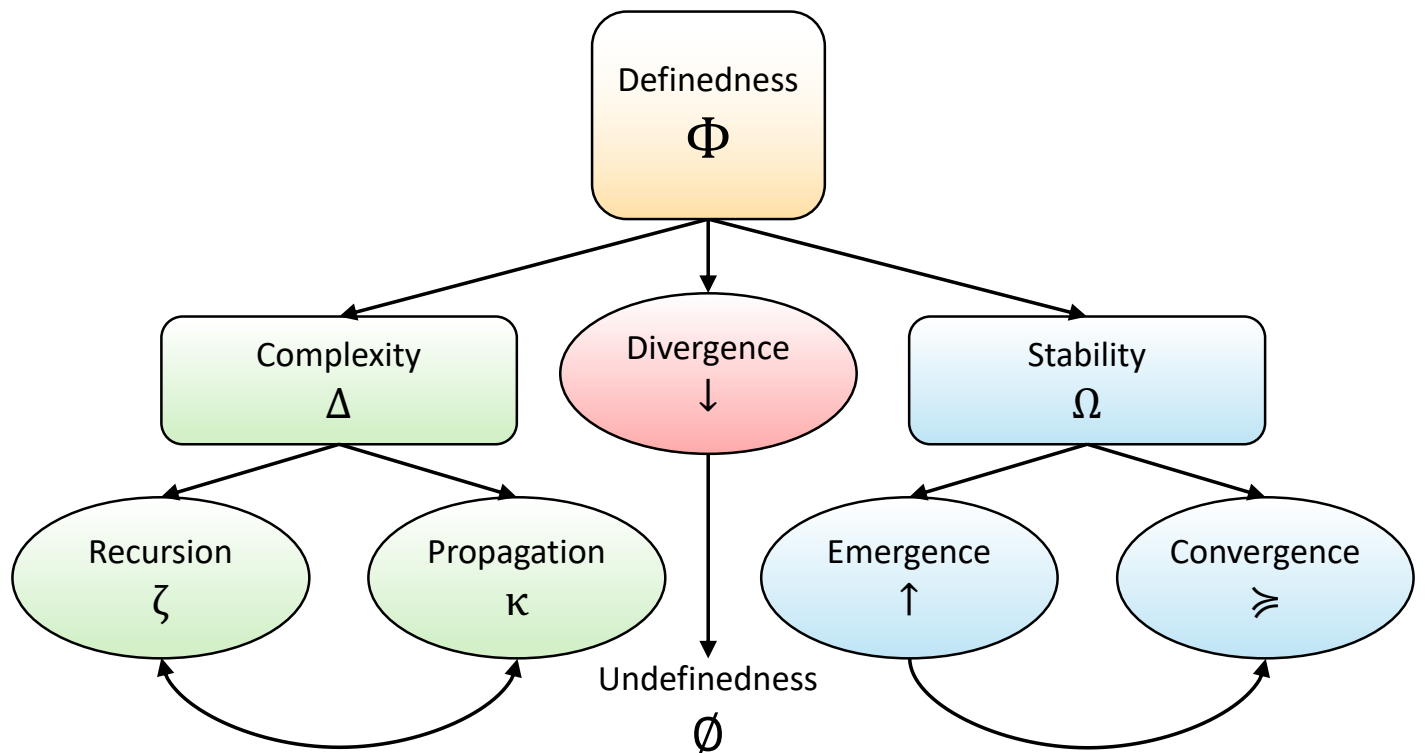 Definedness
Φ
Complexity
Δ
Divergence
↓
Stability
Ω
Recursion
ζ
Propagation
κ
Emergence
↑
Convergence
≽
Undefinedness
∅